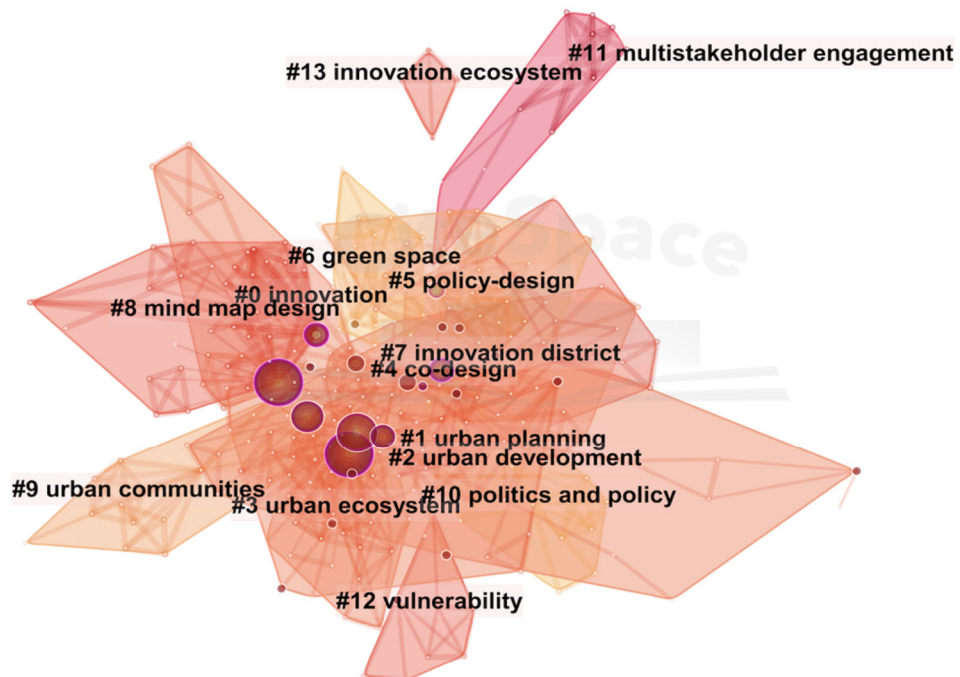 #11 multistakeholder engagement
#13 innovation ecosystem
#6 green space
#5 policy-design
#0 innovation
#8 mind map design
#7 innovation district
#4 co-design
#1 urban planning
#2 urban development
#9 urban communities
#10 politics and policy
#3 urban ecosystem
#12 vulnerability